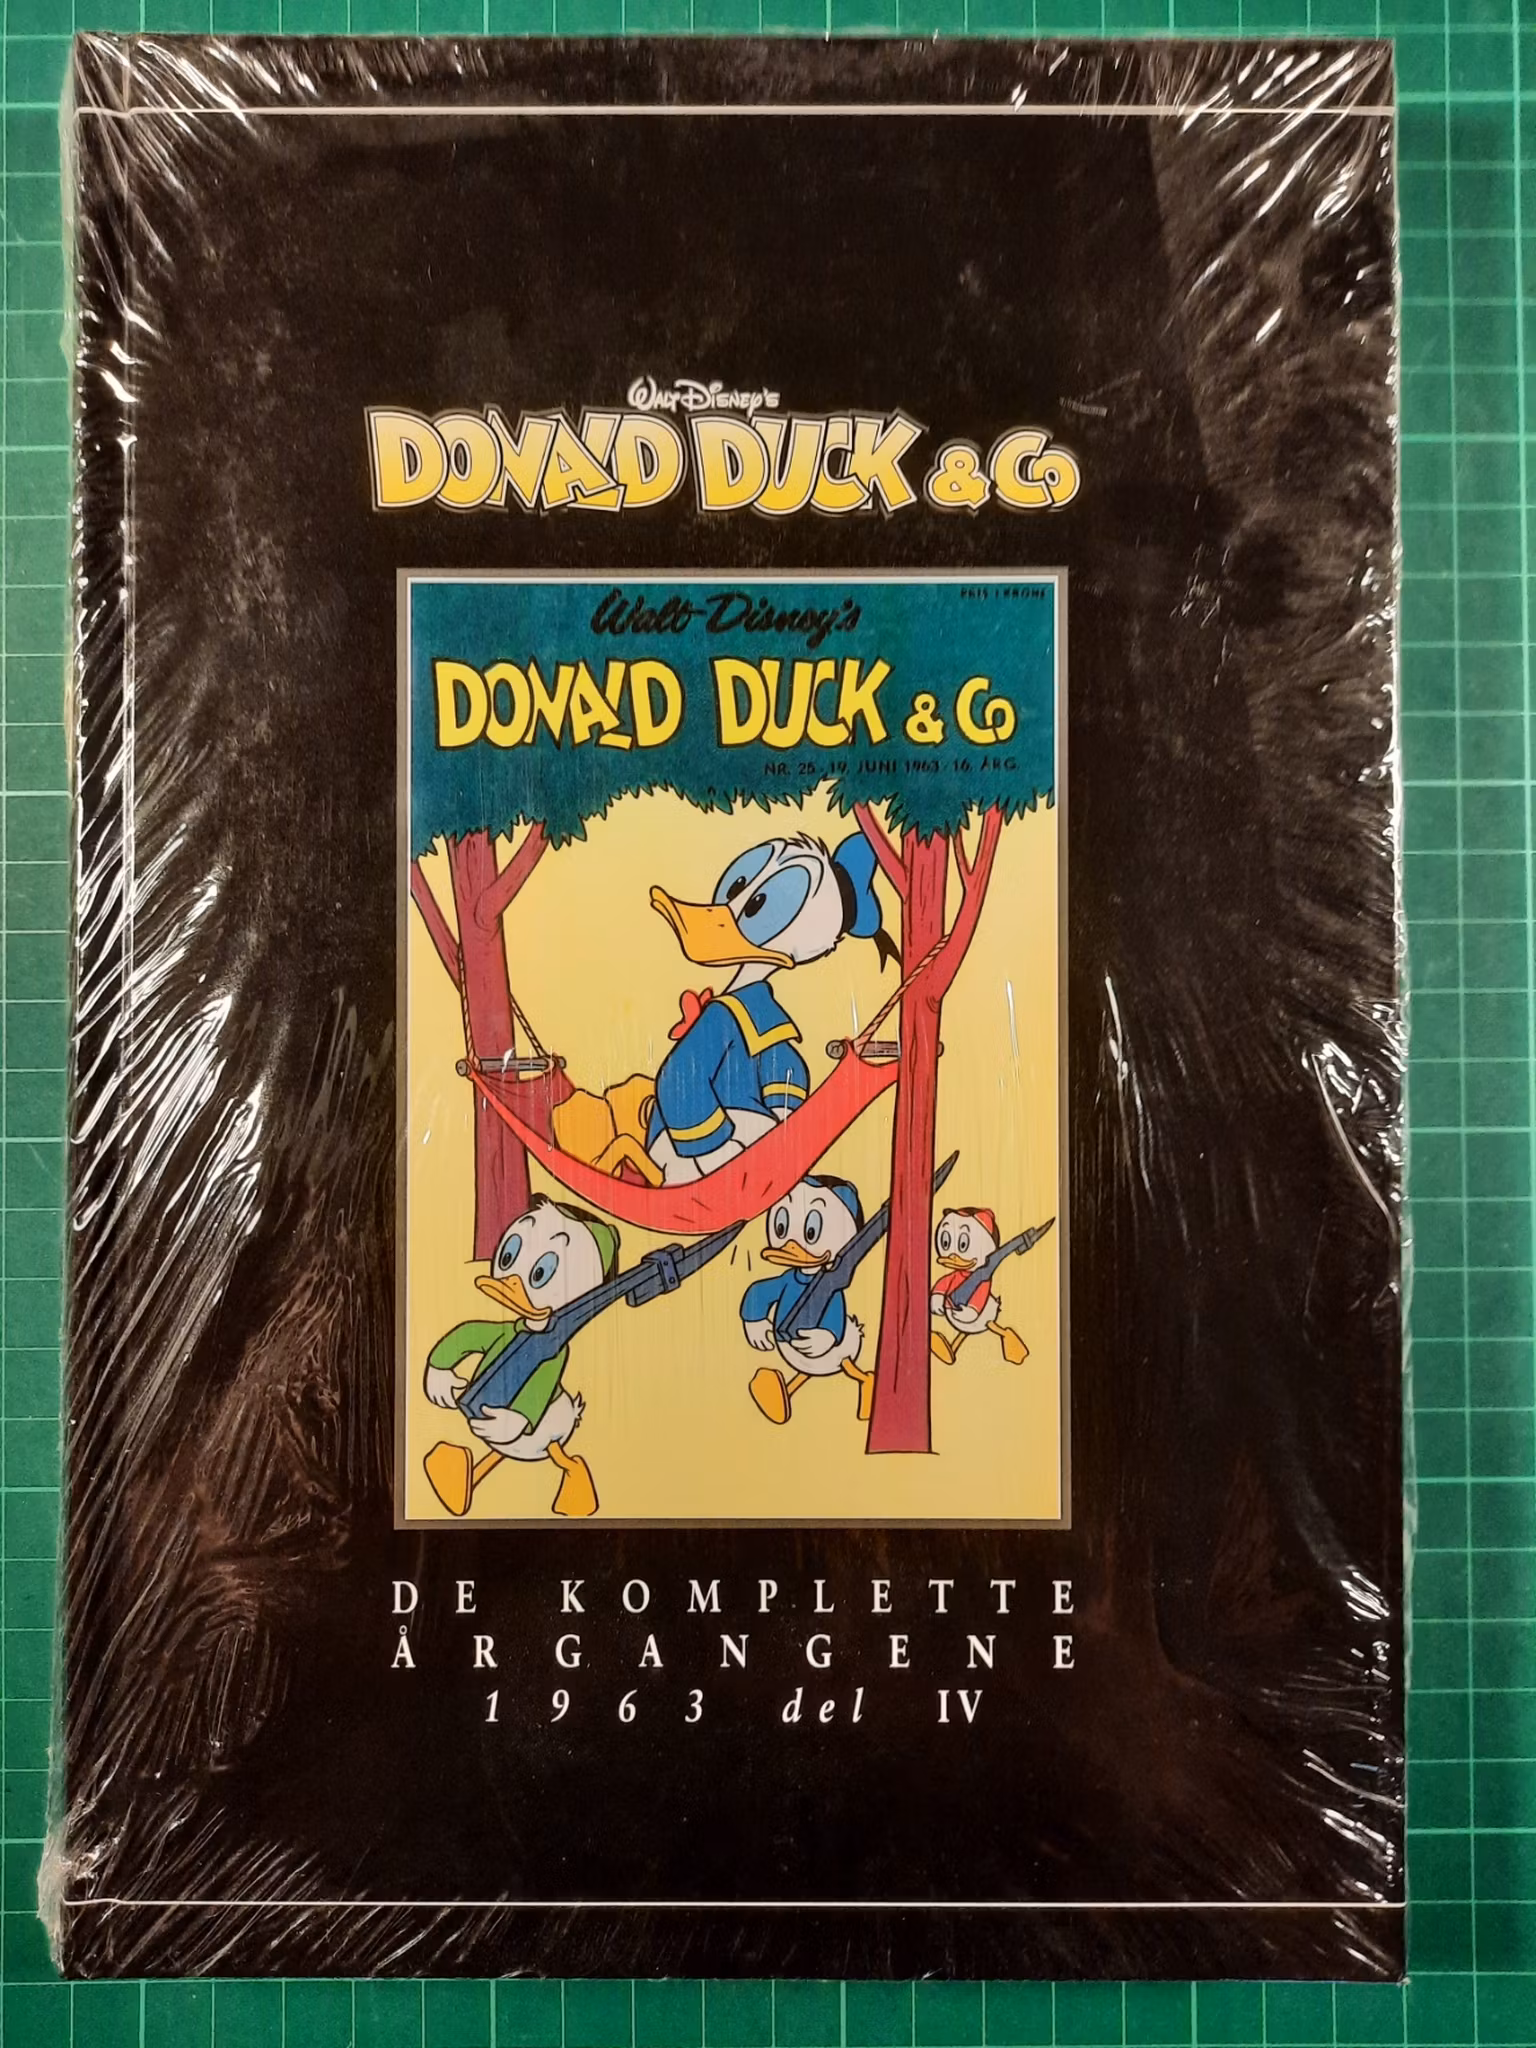 Walt Disney's
DONALD DUCK & Co
PRIS 1 KRONE
Walt Disney's
DONALD DUCK & Co
NR. 25 - 19. JUNI 1963 - 16. ÅRG.
DE KOMPLETTE
ÅRGANGENE
1963 del IV